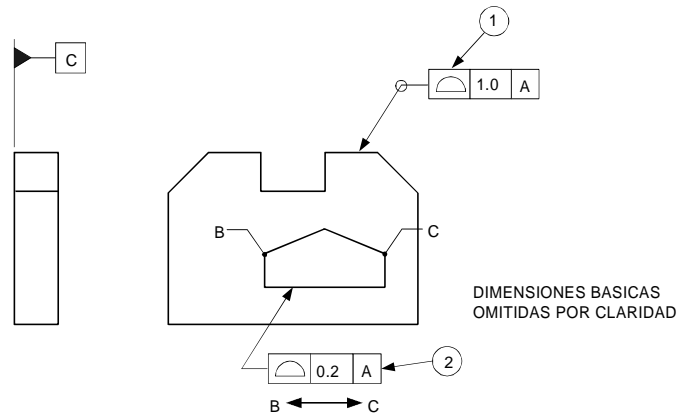 1
C
1.0 A
B C
DIMENSIONES BASICAS
OMITIDAS POR CLARIDAD
2
0.2 A
B C